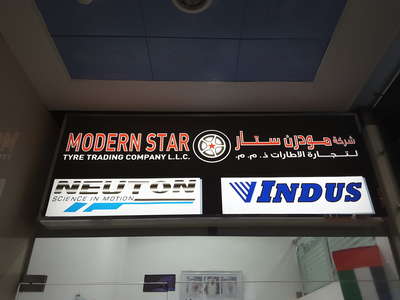 MODERN STAR
TYRE TRADING COMPANY L.L.C.
شركة مودرن ستار
لتجارة الاطارات ذ.م.م.
NEUTON
SCIENCE IN MOTION
INDUS